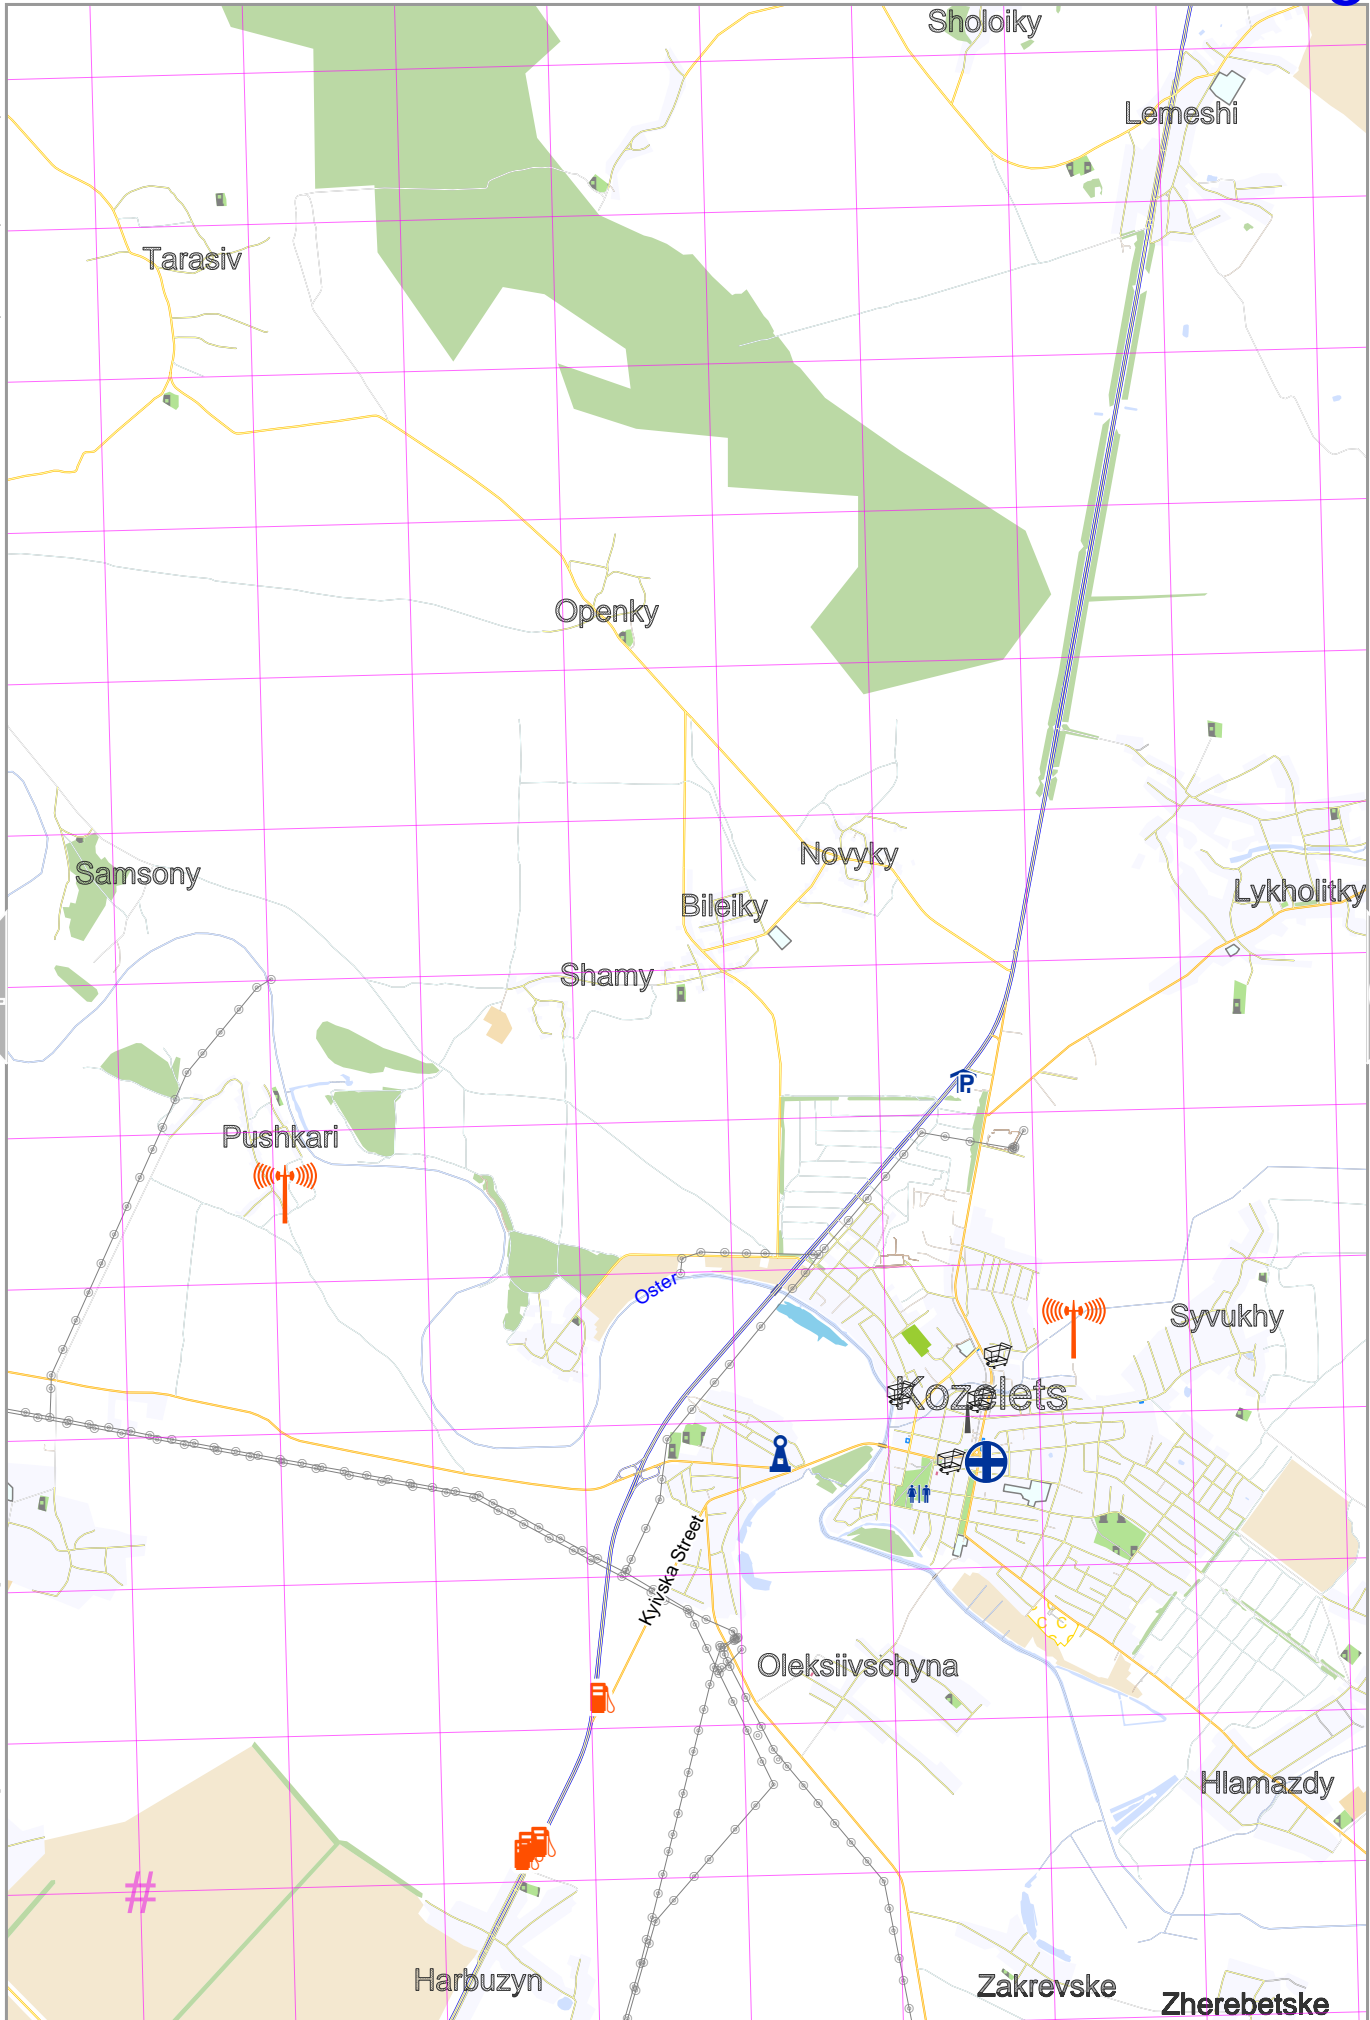 Sholoiky
Lemeshi
Tarasiv
Openky
Novyky
Samsony
Lykholitky
Bileiky
Shamy
P
Pushkari
Oster
Syvukhy
Kozelets
Kyivska Street
C C
Oleksiivschyna
Hlamazdy
#
Harbuzyn
Zakrevske
Zherebetske